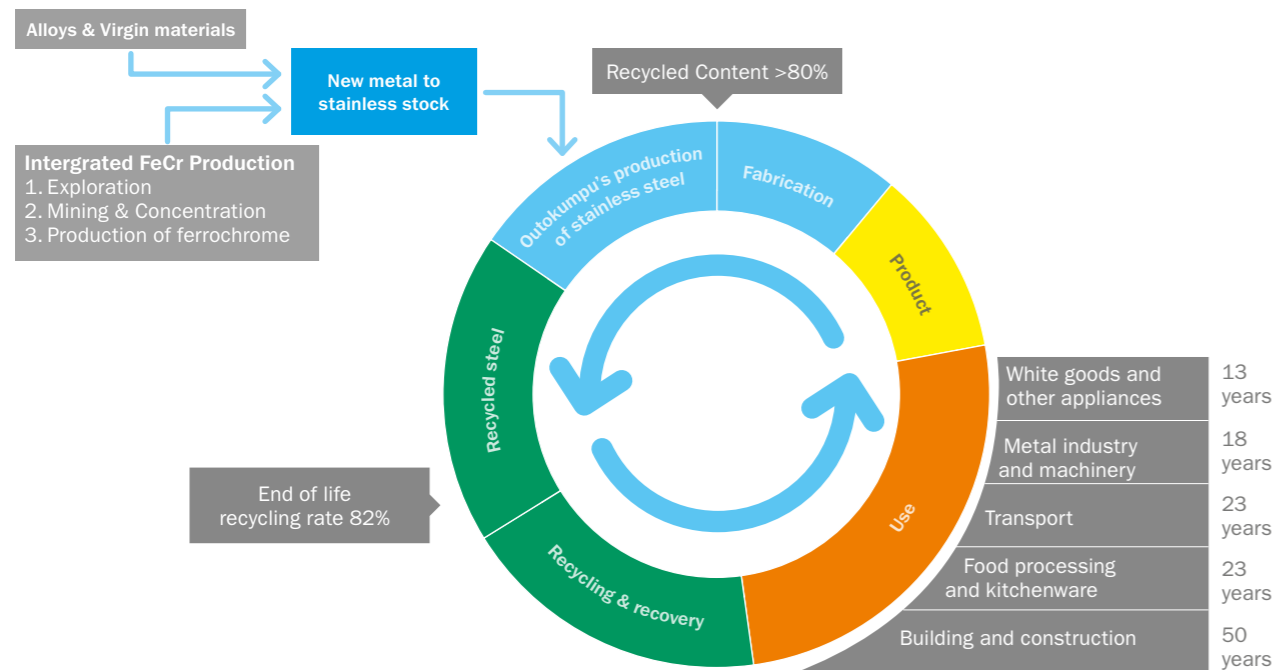 Alloys & Virgin materials
New metal to
stainless stock
Intergrated FeCr Production
1. Exploration
2. Mining & Concentration
3. Production of ferrochrome
Recycled Content >80%
Outokumpu's production
of stainless steel
Fabrication
Product
Use
Recycling & recovery
Recycled steel
End of life
recycling rate 82%
White goods and
other appliances
13
years
Metal industry
and machinery
18
years
Transport
23
years
Food processing
and kitchenware
23
years
Building and construction
50
years